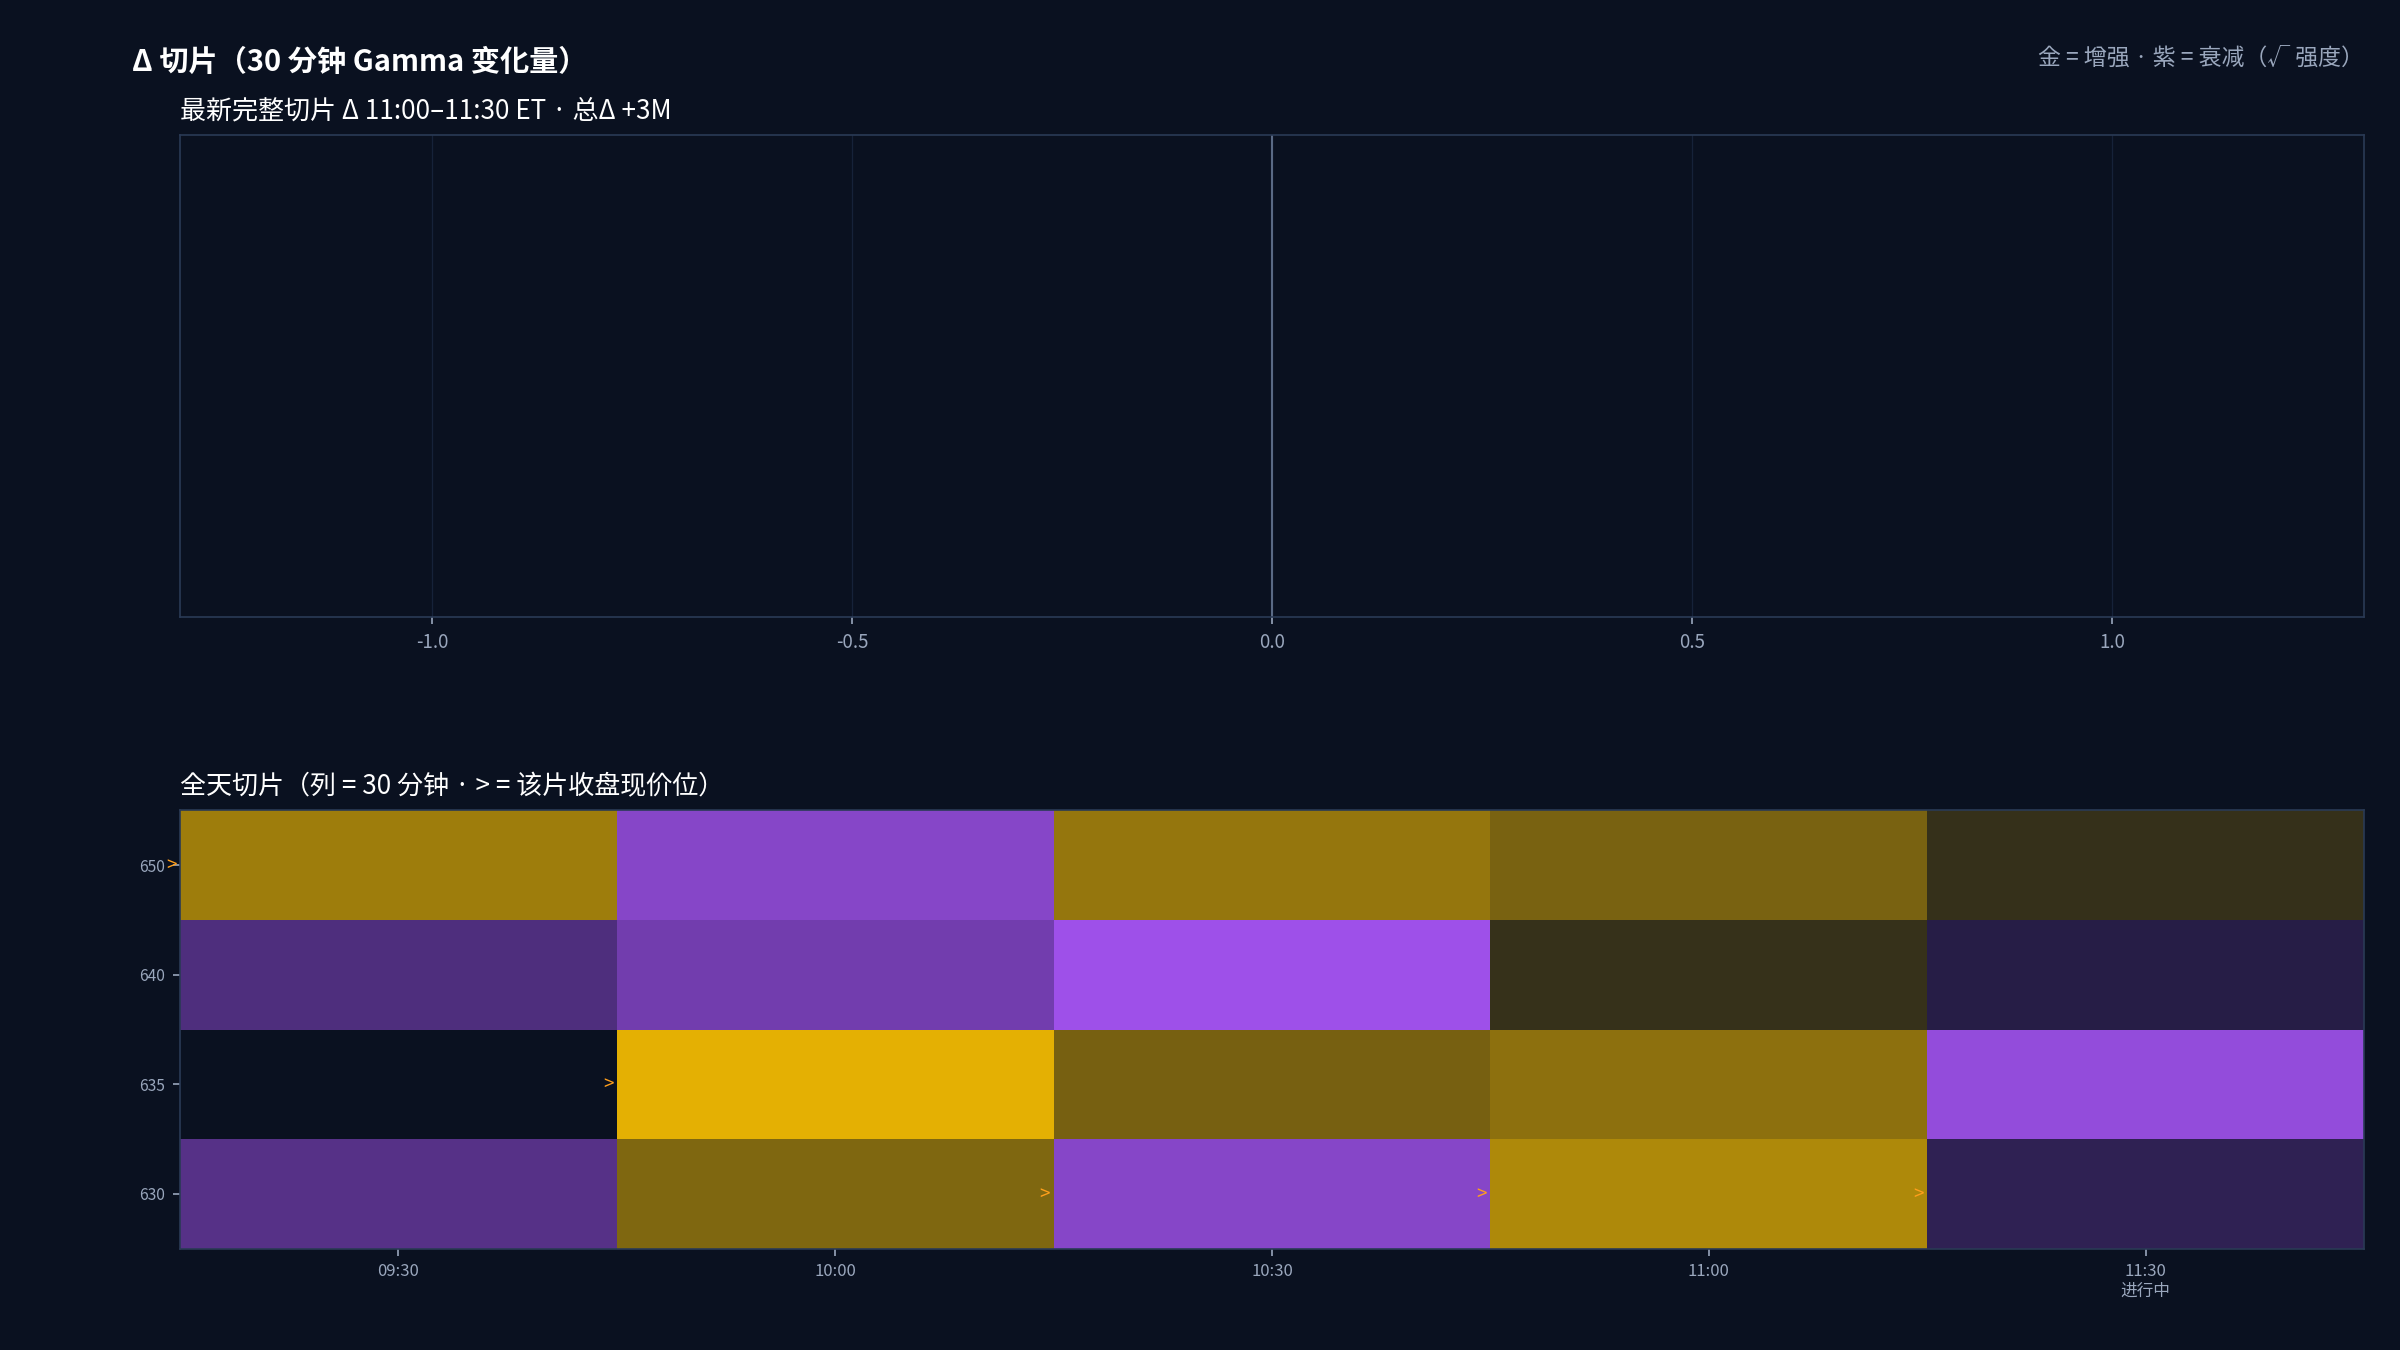 Δ 切片（30 分钟 Gamma 变化量）
金 = 增强 · 紫 = 衰减（√ 强度）
最新完整切片 Δ 11:00–11:30 ET · 总Δ +3M
-1.0 -0.5 0.0 0.5 1.0
全天切片（列 = 30 分钟 · > = 该片收盘现价位）
650 >
640
635 >
630 > > >
09:30 10:00 10:30 11:00 11:30
进行中